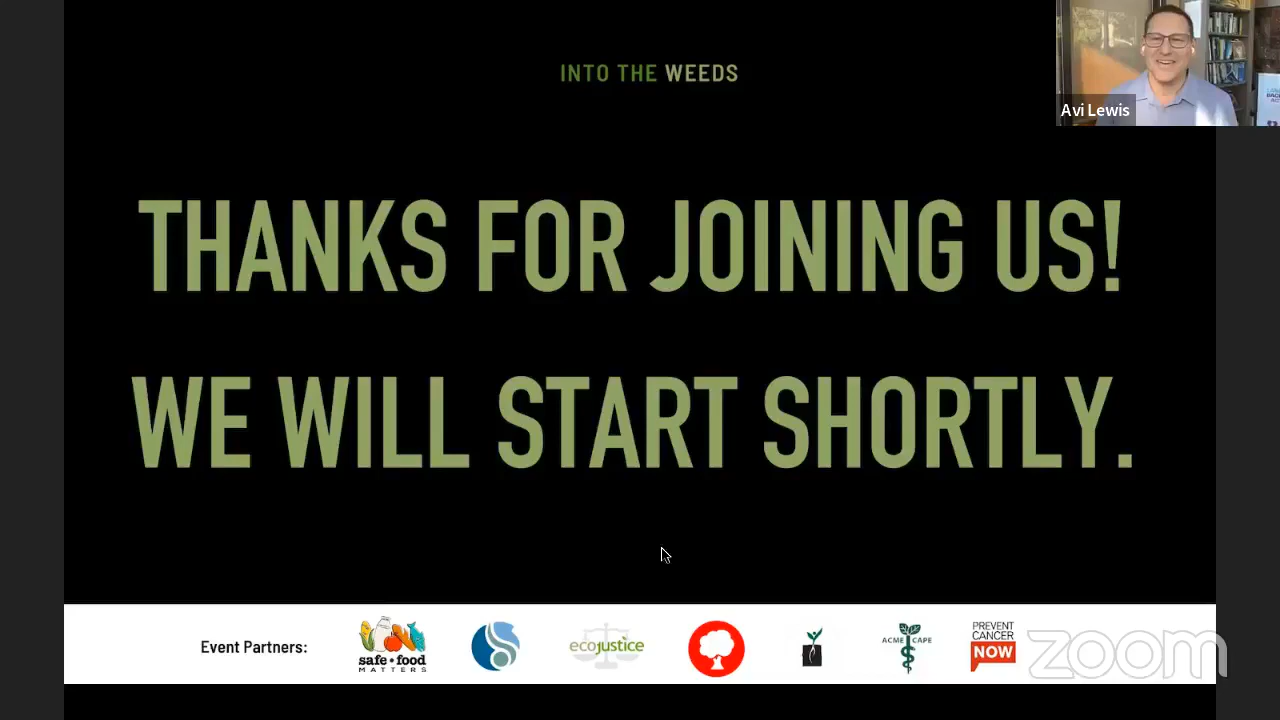 INTO THE WEEDS
Avi Lewis
THANKS FOR JOINING US!
WE WILL START SHORTLY.
Event Partners:
safe•food
MATTERS
ecojustice
ACME CAPE
PREVENT
CANCER
NOW
zoom